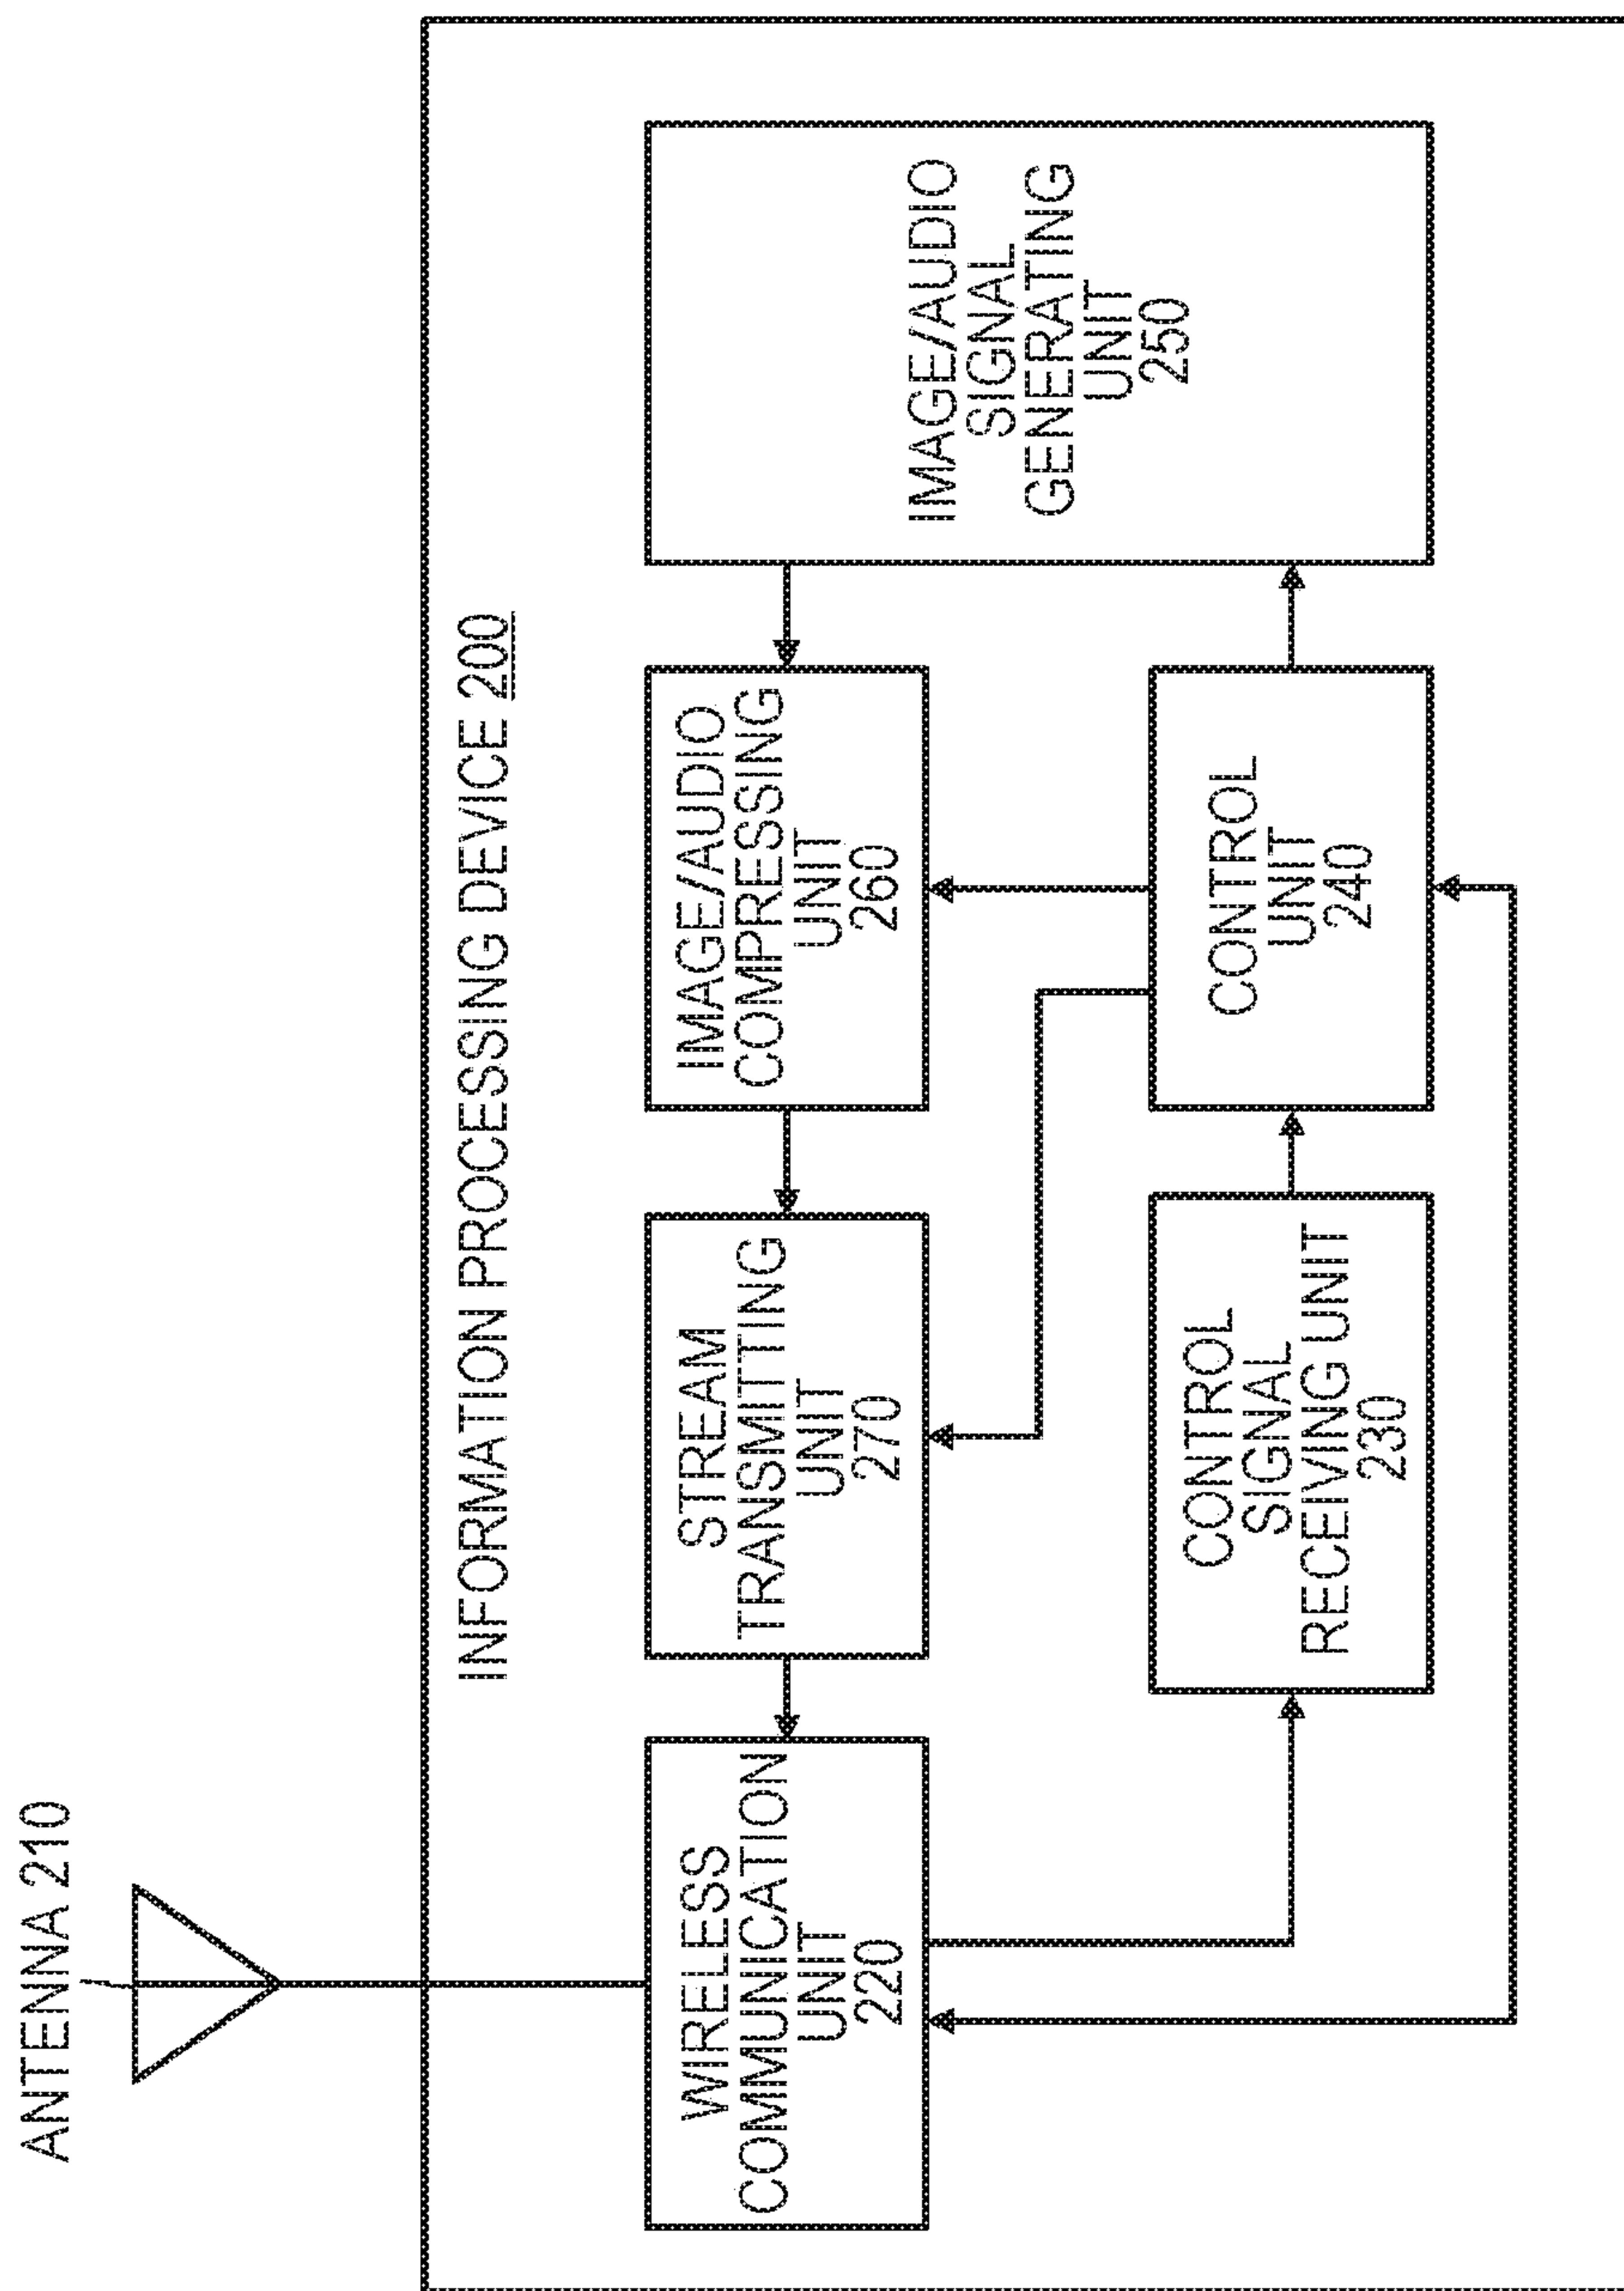 ANTENNA 210
INFORMATION PROCESSING DEVICE 200
WIRELESS
COMMUNICATION
UNIT
220
STREAM
TRANSMITTING
UNIT
270
IMAGE/AUDIO
COMPRESSING
UNIT
260
IMAGE/AUDIO
SIGNAL
GENERATING
UNIT
250
CONTROL
SIGNAL
RECEIVING UNIT
230
CONTROL
UNIT
240